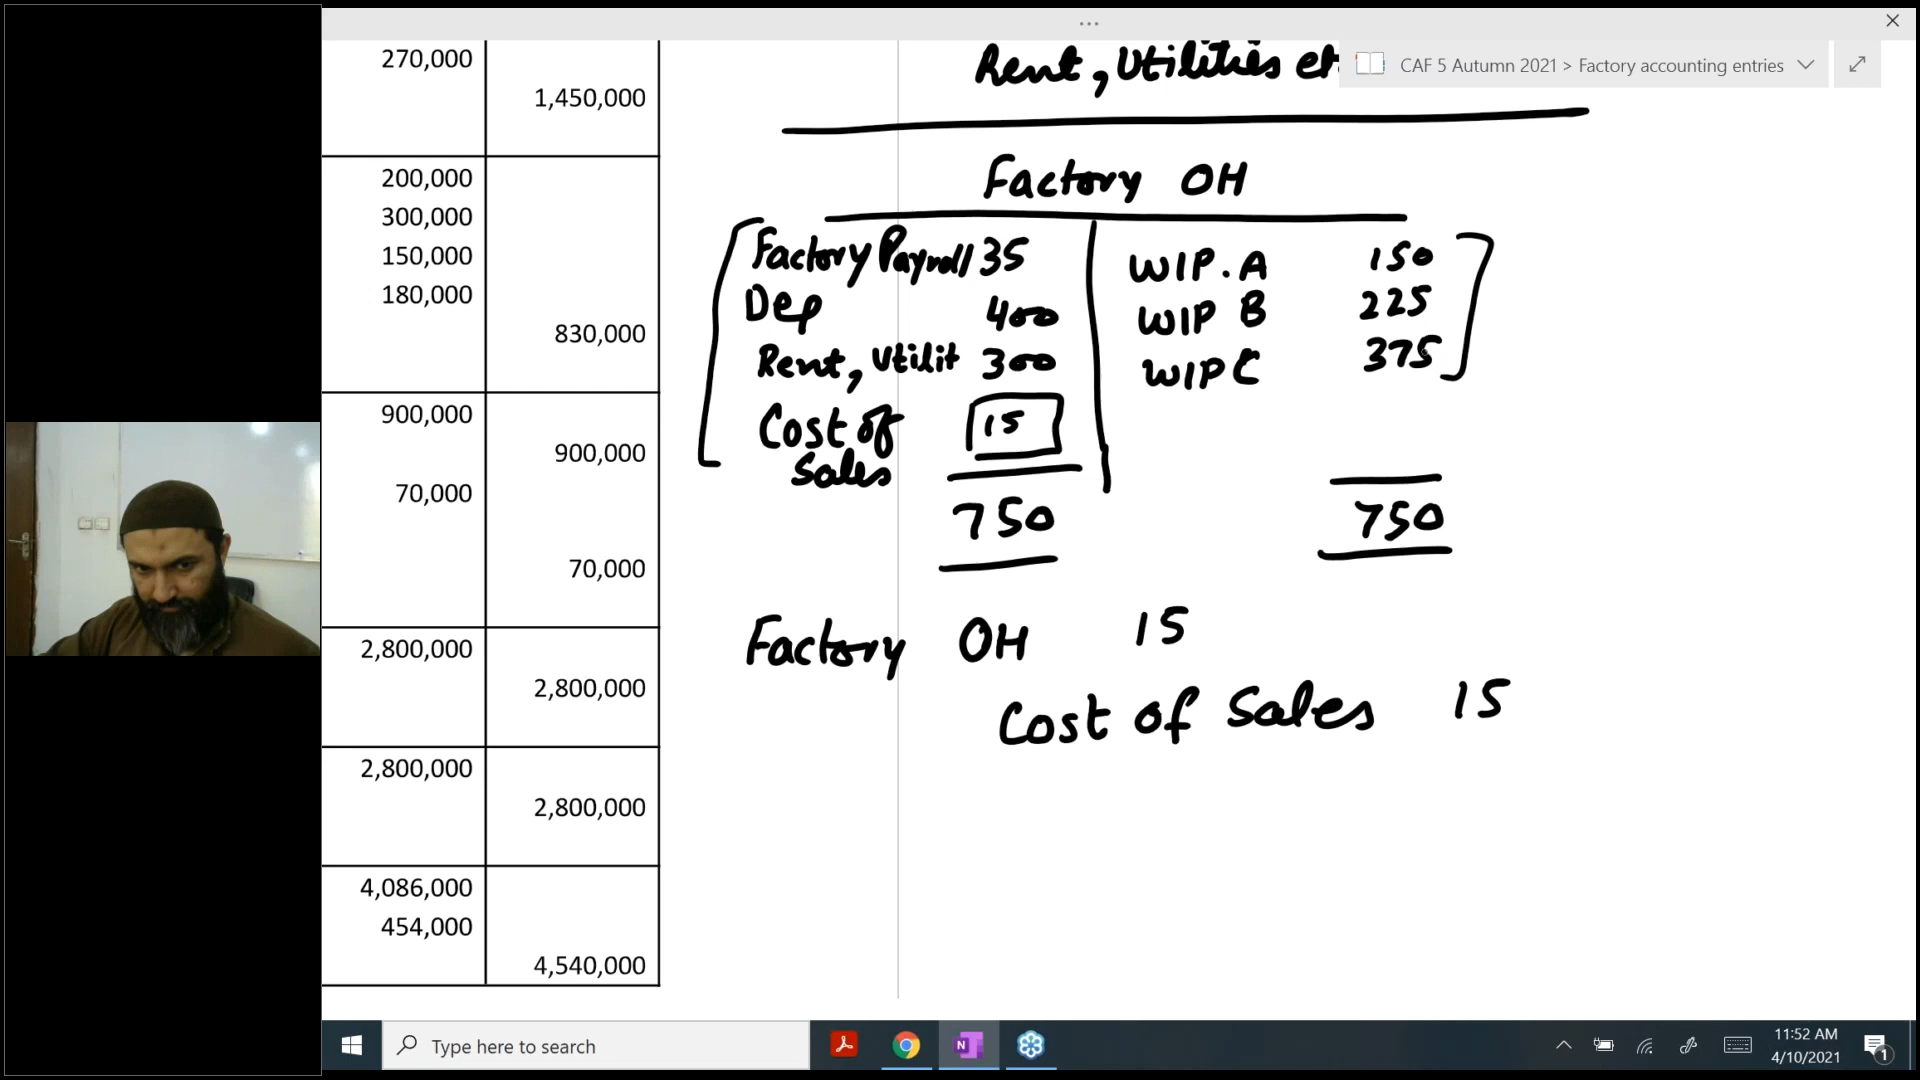 270,000
1,450,000
200,000
300,000
150,000
180,000
830,000
900,000
900,000
70,000
70,000
2,800,000
2,800,000
2,800,000
2,800,000
4,086,000
454,000
4,540,000
Rent, Utilities et
CAF 5 Autumn 2021 > Factory accounting entries
Factory OH
Factory Payroll 35 WIP. A 150
Dep 400 WIP B 225
Rent, Utilit 300 WIP C 375
Cost of 15
Sales
750 750
Factory OH 15
Cost of Sales 15
Type here to search
N
11:52 AM
4/10/2021
1